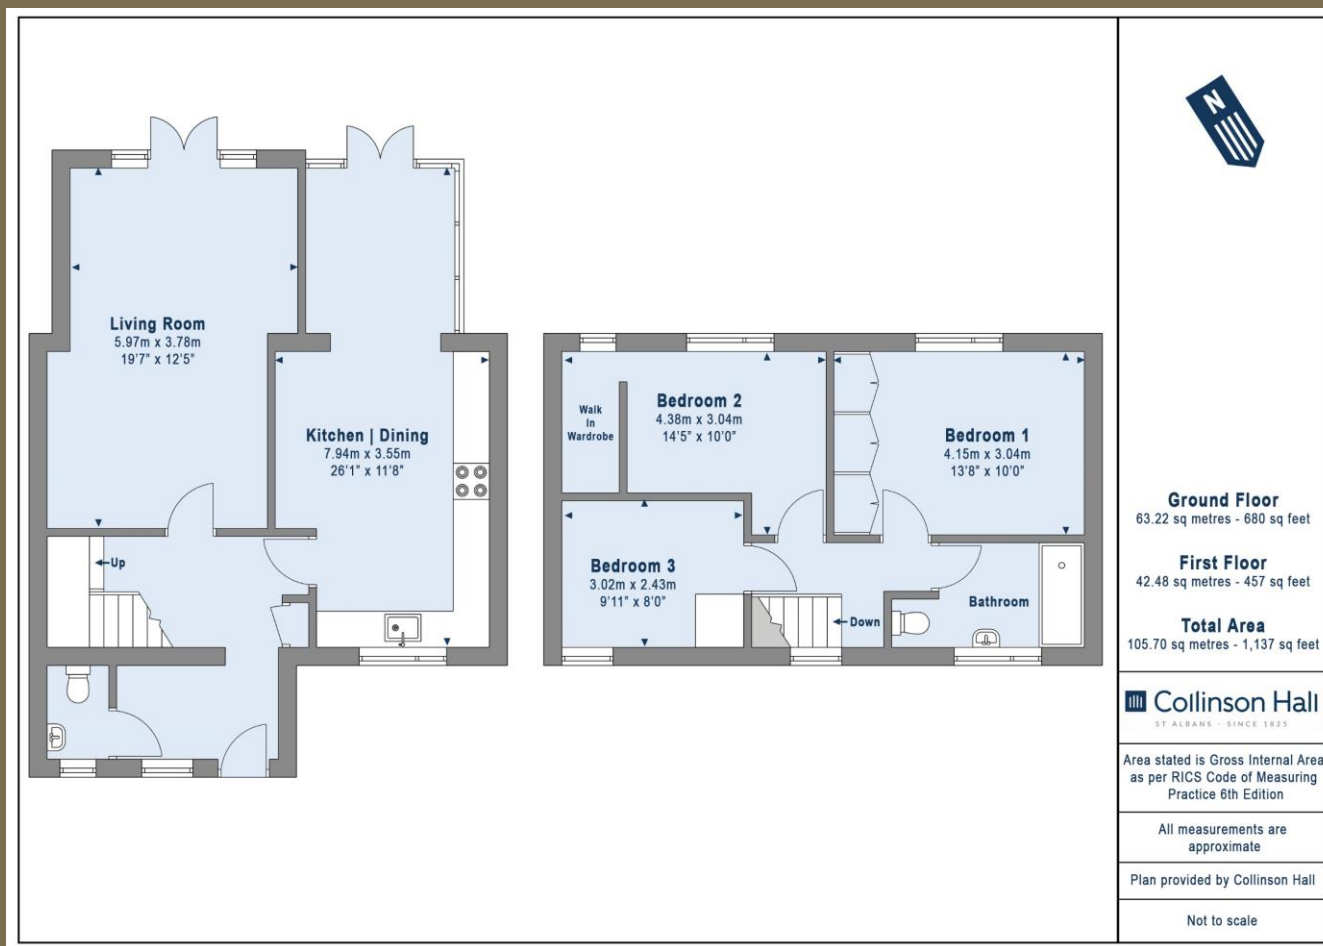 N
Living Room
5.97m x 3.78m
19'7" x 12'5"
Kitchen | Dining
7.94m x 3.55m
26'1" x 11'8"
Up
Walk
In
Wardrobe
Bedroom 2
4.38m x 3.04m
14'5" x 10'0"
Bedroom 1
4.15m x 3.04m
13'8" x 10'0"
Bedroom 3
3.02m x 2.43m
9'11" x 8'0"
Down
Bathroom
Ground Floor
63.22 sq metres - 680 sq feet
First Floor
42.48 sq metres - 457 sq feet
Total Area
105.70 sq metres - 1,137 sq feet
Collinson Hall
ST ALBANS - SINCE 1825
Area stated is Gross Internal Area
as per RICS Code of Measuring
Practice 6th Edition
All measurements are
approximate
Plan provided by Collinson Hall
Not to scale